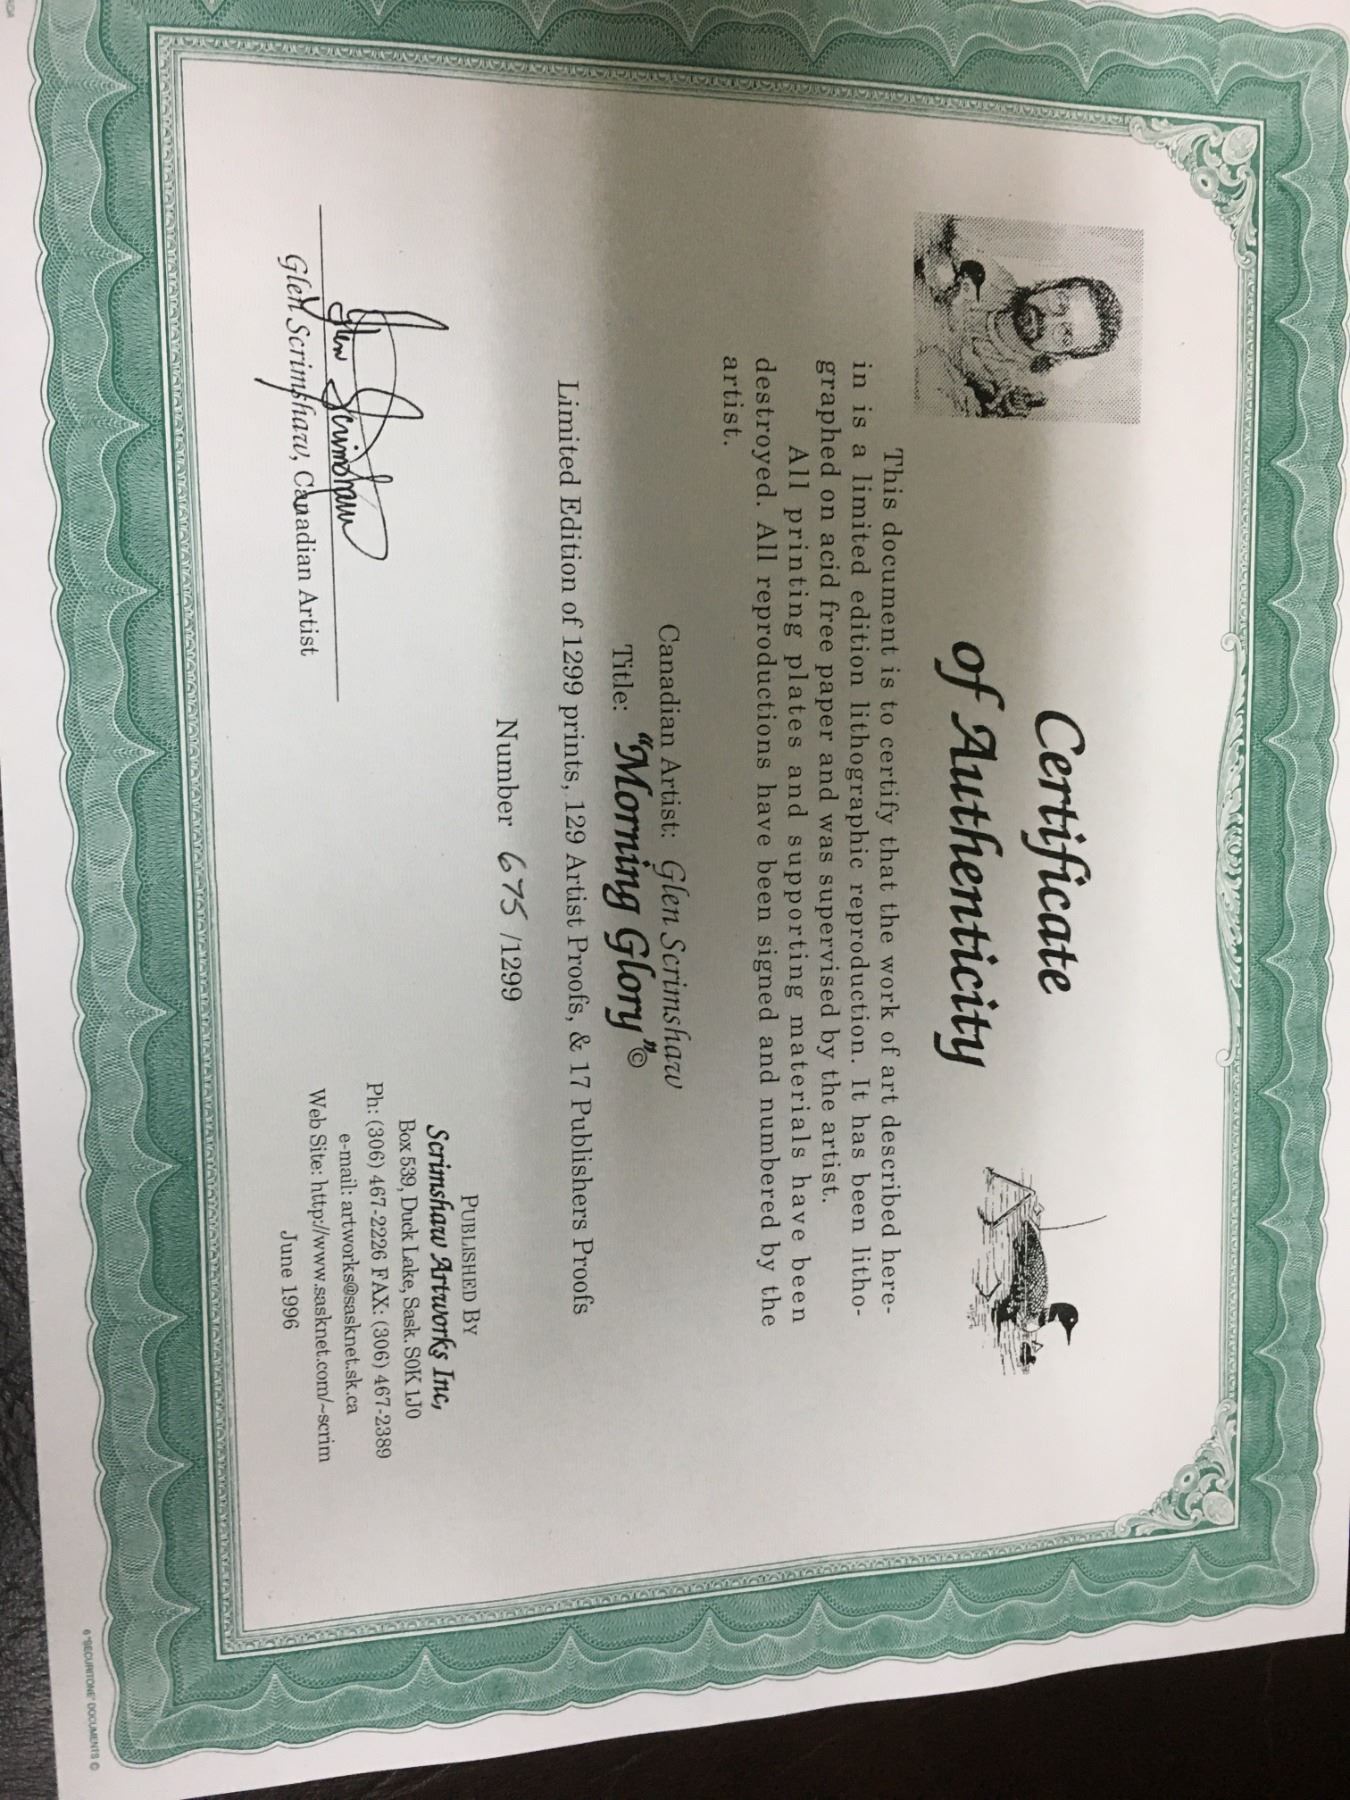 Certificate
of Authenticity
This document is to certify that the work of art described here-
in is a limited edition lithographic reproduction. It has been litho-
graphed on acid free paper and was supervised by the artist.
All printing plates and supporting materials have been
destroyed. All reproductions have been signed and numbered by the
artist.
Canadian Artist: Glen Scrimshaw
Title: "Morning Glory"©
Limited Edition of 1299 prints, 129 Artist Proofs, & 17 Publishers Proofs
Number 675 /1299
Glen Scrimshaw
Glen Scrimshaw, Canadian Artist
PUBLISHED BY
Scrimshaw Artworks Inc,
Box 539, Duck Lake, Sask. S0K 1J0
Ph: (306) 467-2226 FAX: (306) 467-2389
e-mail: artworks@sasknet.sk.ca
Web Site: http://www.sasknet.com/~scrim
June 1996
"SECURITONE" DOCUMENTS ©